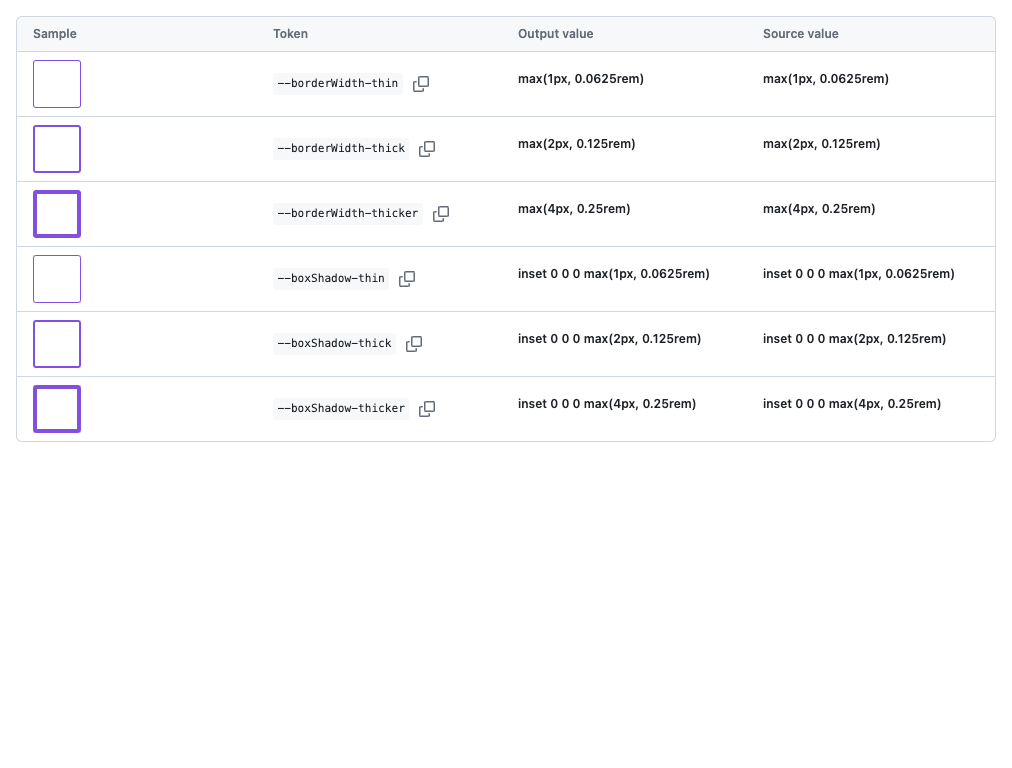 Sample Token Output value Source value
--borderWidth-thin max(1px, 0.0625rem) max(1px, 0.0625rem)
--borderWidth-thick max(2px, 0.125rem) max(2px, 0.125rem)
--borderWidth-thicker max(4px, 0.25rem) max(4px, 0.25rem)
--boxShadow-thin inset 0 0 0 max(1px, 0.0625rem) inset 0 0 0 max(1px, 0.0625rem)
--boxShadow-thick inset 0 0 0 max(2px, 0.125rem) inset 0 0 0 max(2px, 0.125rem)
--boxShadow-thicker inset 0 0 0 max(4px, 0.25rem) inset 0 0 0 max(4px, 0.25rem)